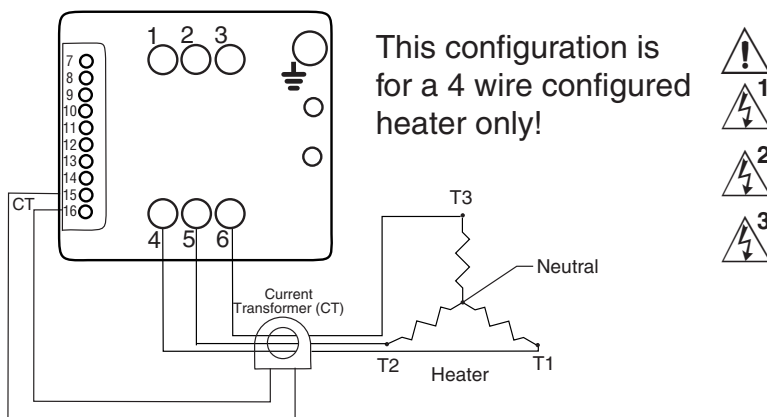 1 2 3
7
8
9
10
11
12
13
14
15
16
CT
4 5 6
This configuration is
for a 4 wire configured
heater only!
1
2
3
Current
Transformer (CT)
T3
Neutral
T2
T1
Heater